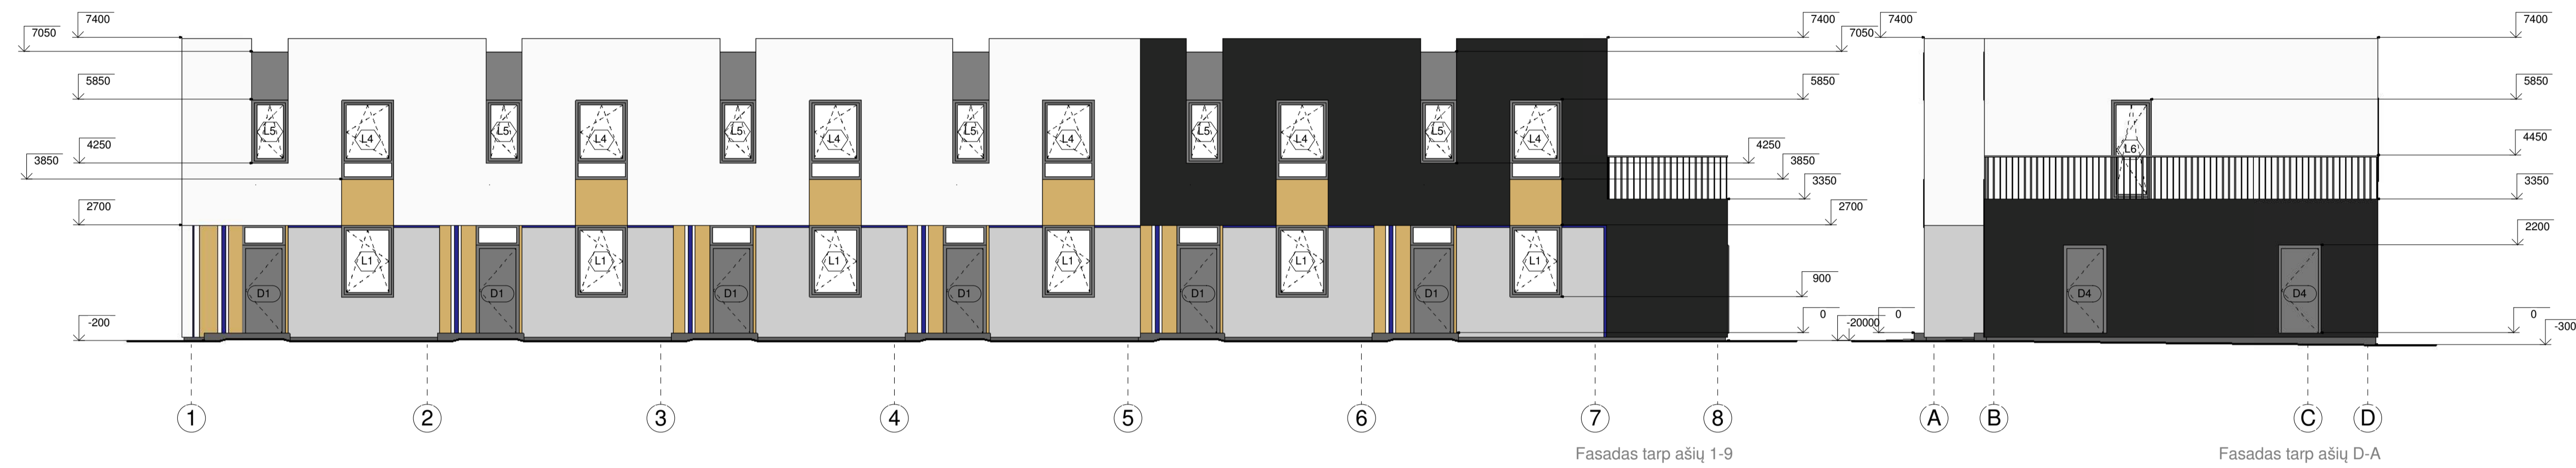 7400 7400 7400 7400
7050 7050
5850 5850 5850
L5 L5 L5 L5 L5 L5
L4 L4 L4 L4 L4 L4
4250 4250 4450
L6
3850 3850
3350 3350
2700 2700
2200
L1 L1 L1 L1 L1 L1
D1 D1 D1 D1 D1 D1 D4 D4
900
0 0 0
-200 -300
1 2 3 4 5 6 7 8 A B C D
Fasadas tarp ašių 1-9 Fasadas tarp ašių D-A